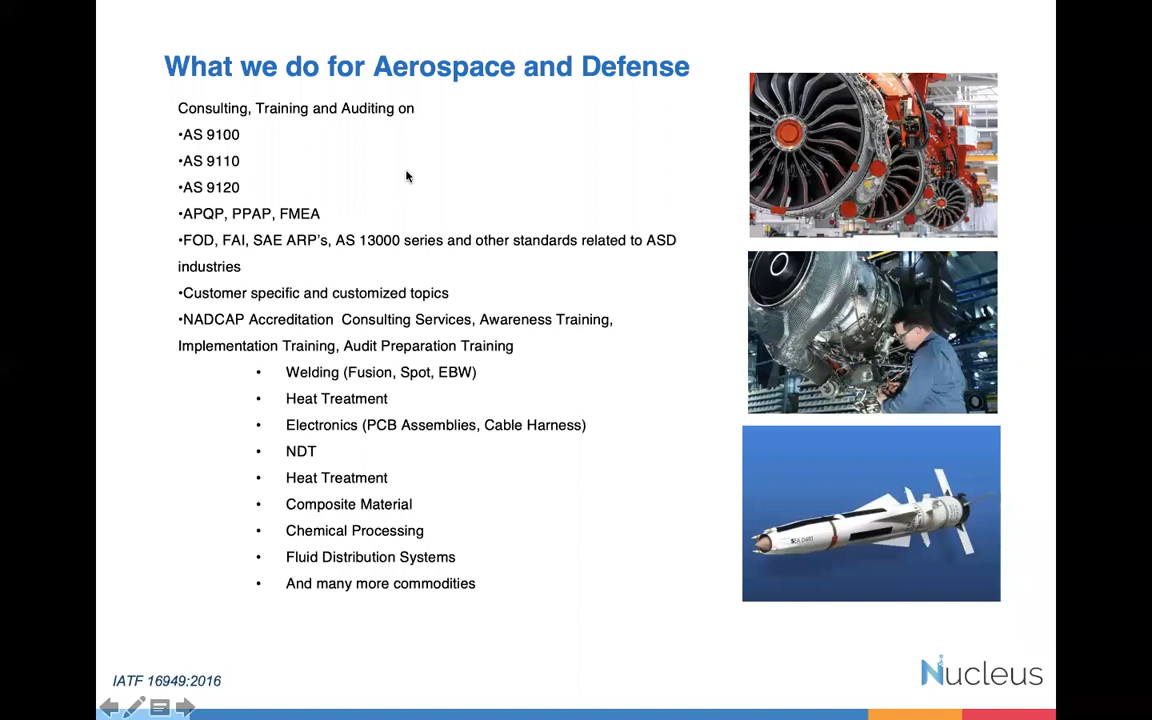 What we do for Aerospace and Defense
Consulting, Training and Auditing on
•AS 9100
•AS 9110
•AS 9120
•APQP, PPAP, FMEA
•FOD, FAI, SAE ARP's, AS 13000 series and other standards related to ASD
industries
•Customer specific and customized topics
•NADCAP Accreditation  Consulting Services, Awareness Training,
Implementation Training, Audit Preparation Training
• Welding (Fusion, Spot, EBW)
• Heat Treatment
• Electronics (PCB Assemblies, Cable Harness)
• NDT
• Heat Treatment
• Composite Material
• Chemical Processing
• Fluid Distribution Systems
• And many more commodities
SEA DART
IATF 16949:2016
Nucleus